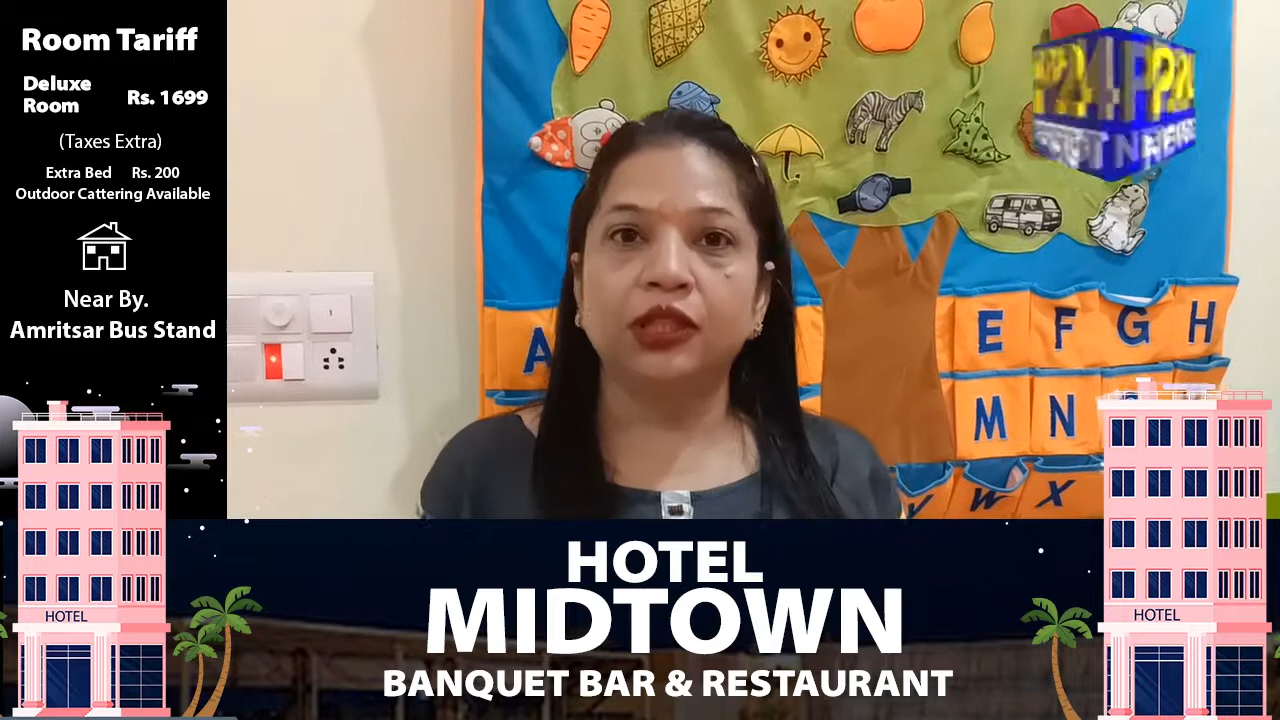 Room Tariff
Deluxe Room Rs. 1699
(Taxes Extra)
Extra Bed Rs. 200
Outdoor Cattering Available
Near By.
Amritsar Bus Stand
A
E F G H
M N
W X
HOTEL
HOTEL
HOTEL
MIDTOWN
BANQUET BAR & RESTAURANT